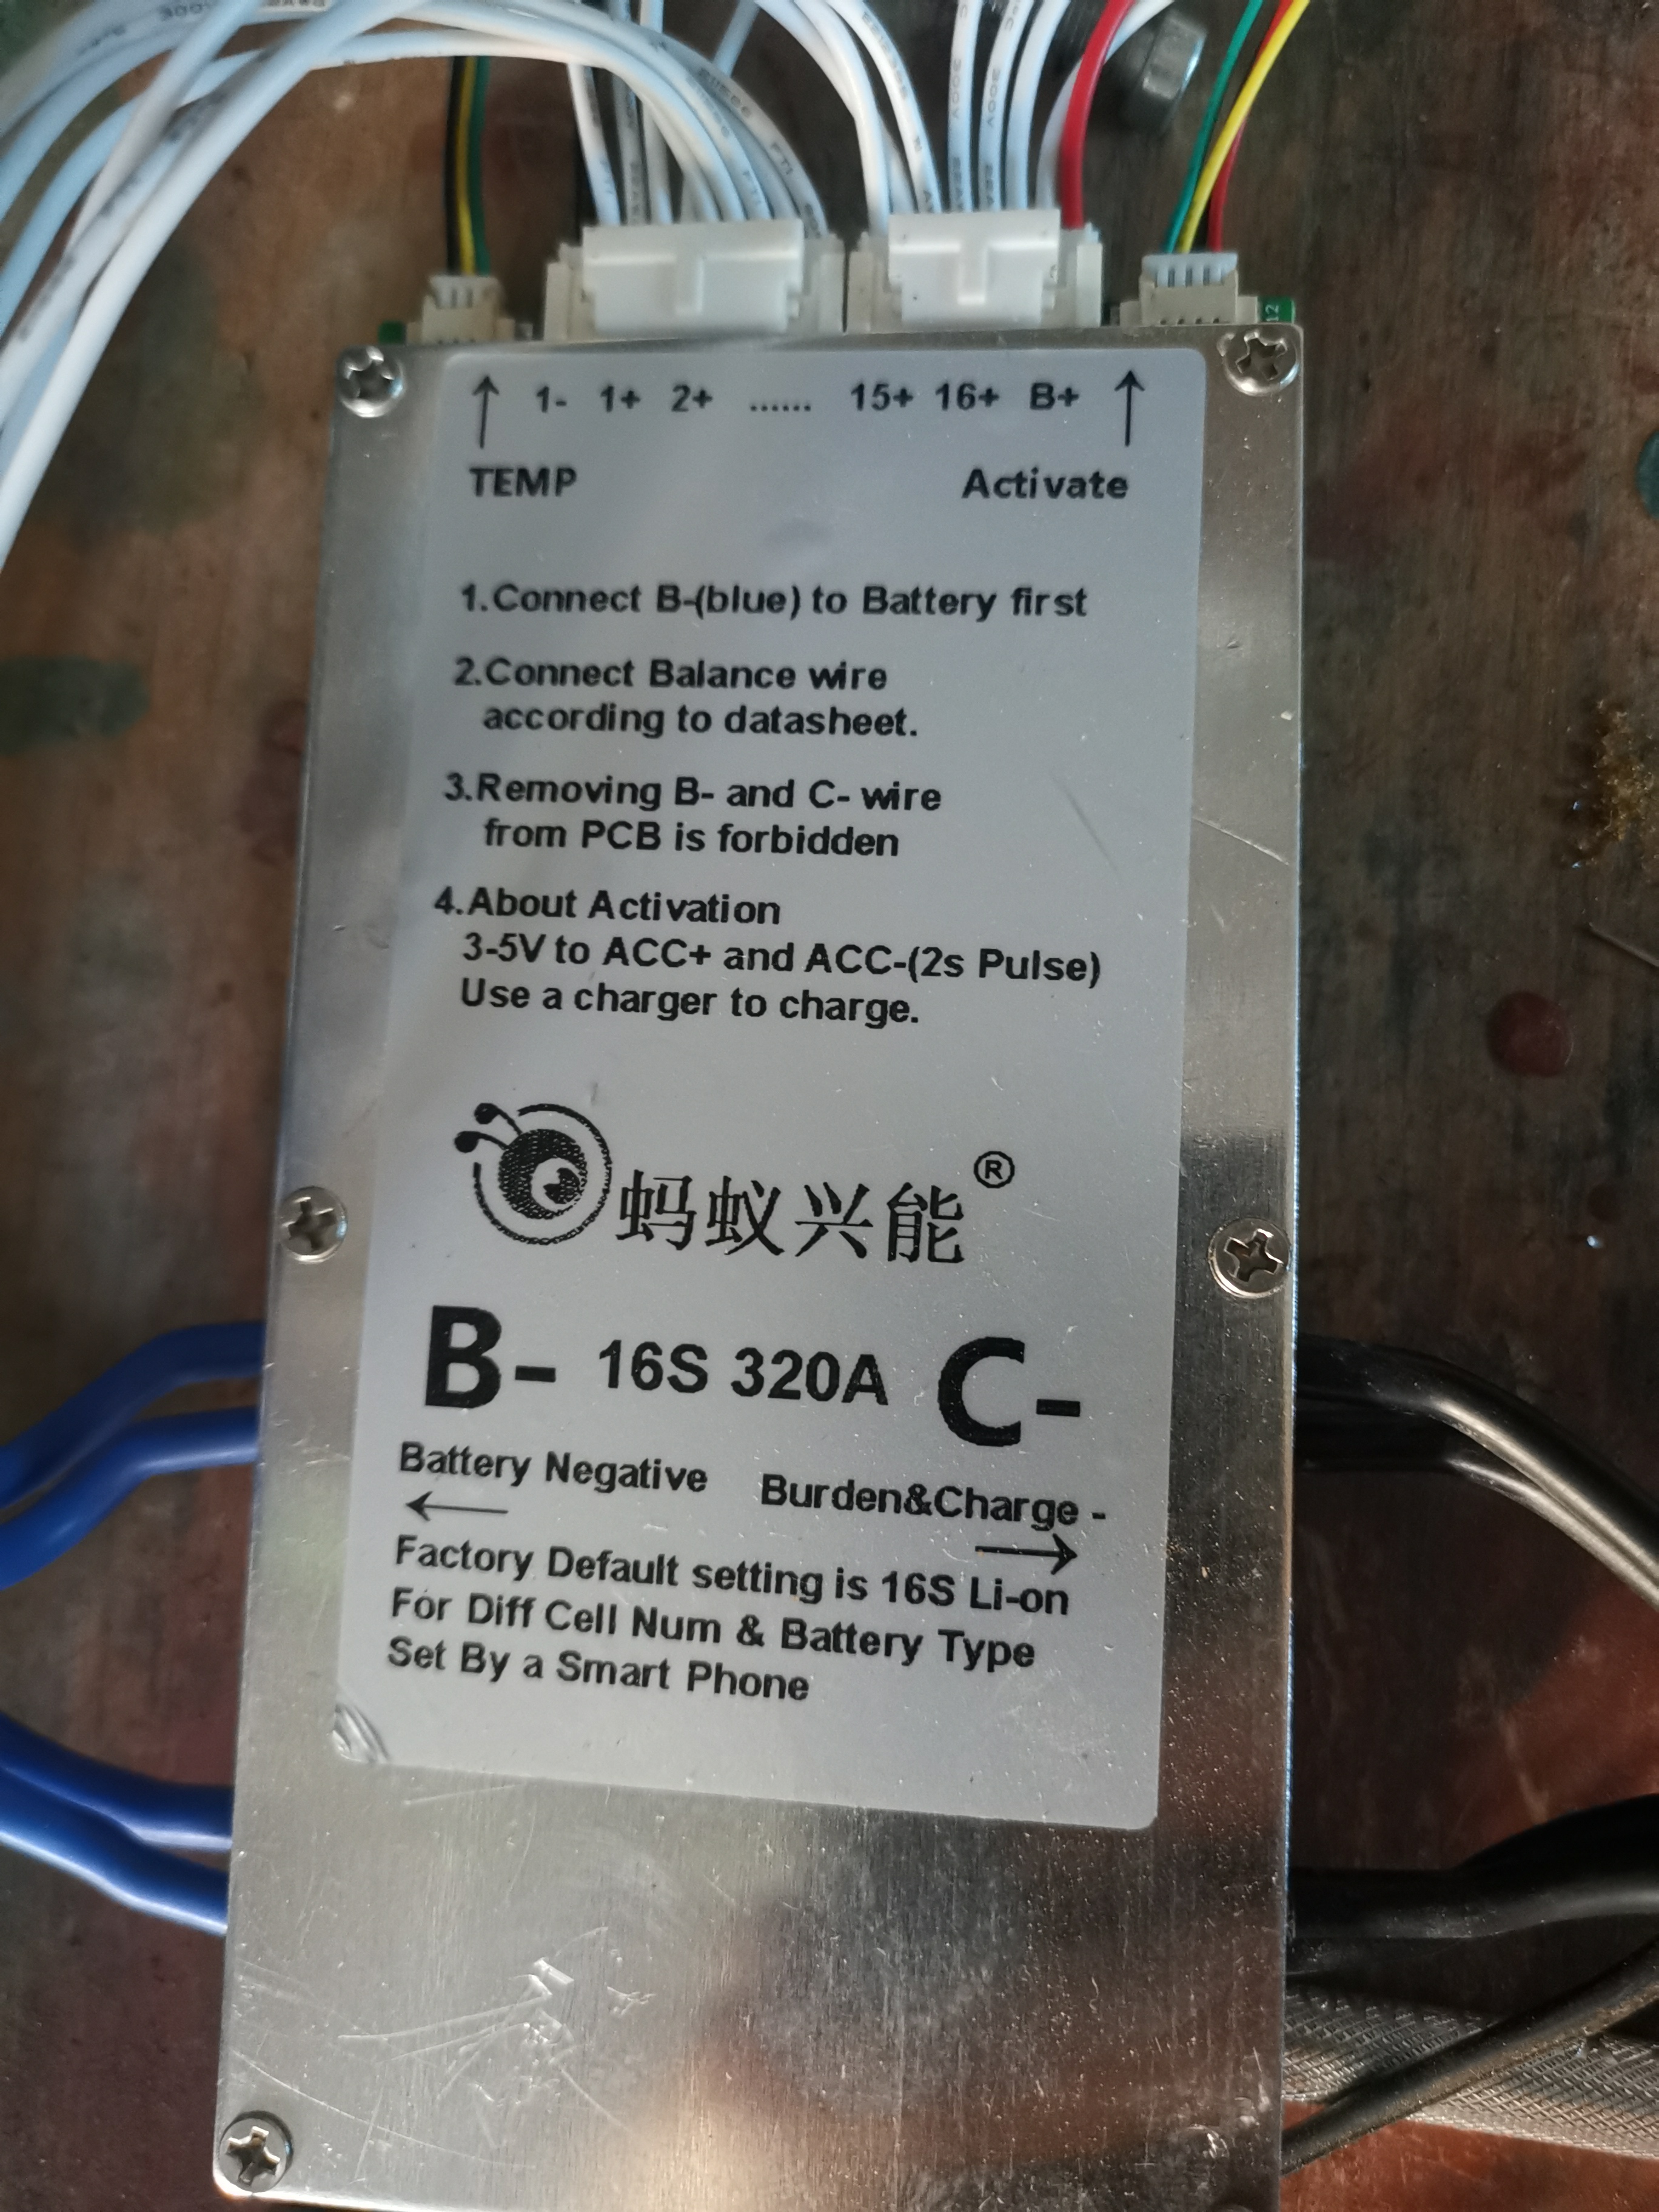 1- 1+ 2+ ...... 15+ 16+ B+
TEMP Activate
1.Connect B-(blue) to Battery first
2.Connect Balance wire
according to datasheet.
3.Removing B- and C- wire
from PCB is forbidden
4.About Activation
3-5V to ACC+ and ACC-(2s Pulse)
Use a charger to charge.
蚂蚁兴能®
B- 16S 320A C-
Battery Negative Burden&Charge -
Factory Default setting is 16S Li-on
For Diff Cell Num & Battery Type
Set By a Smart Phone